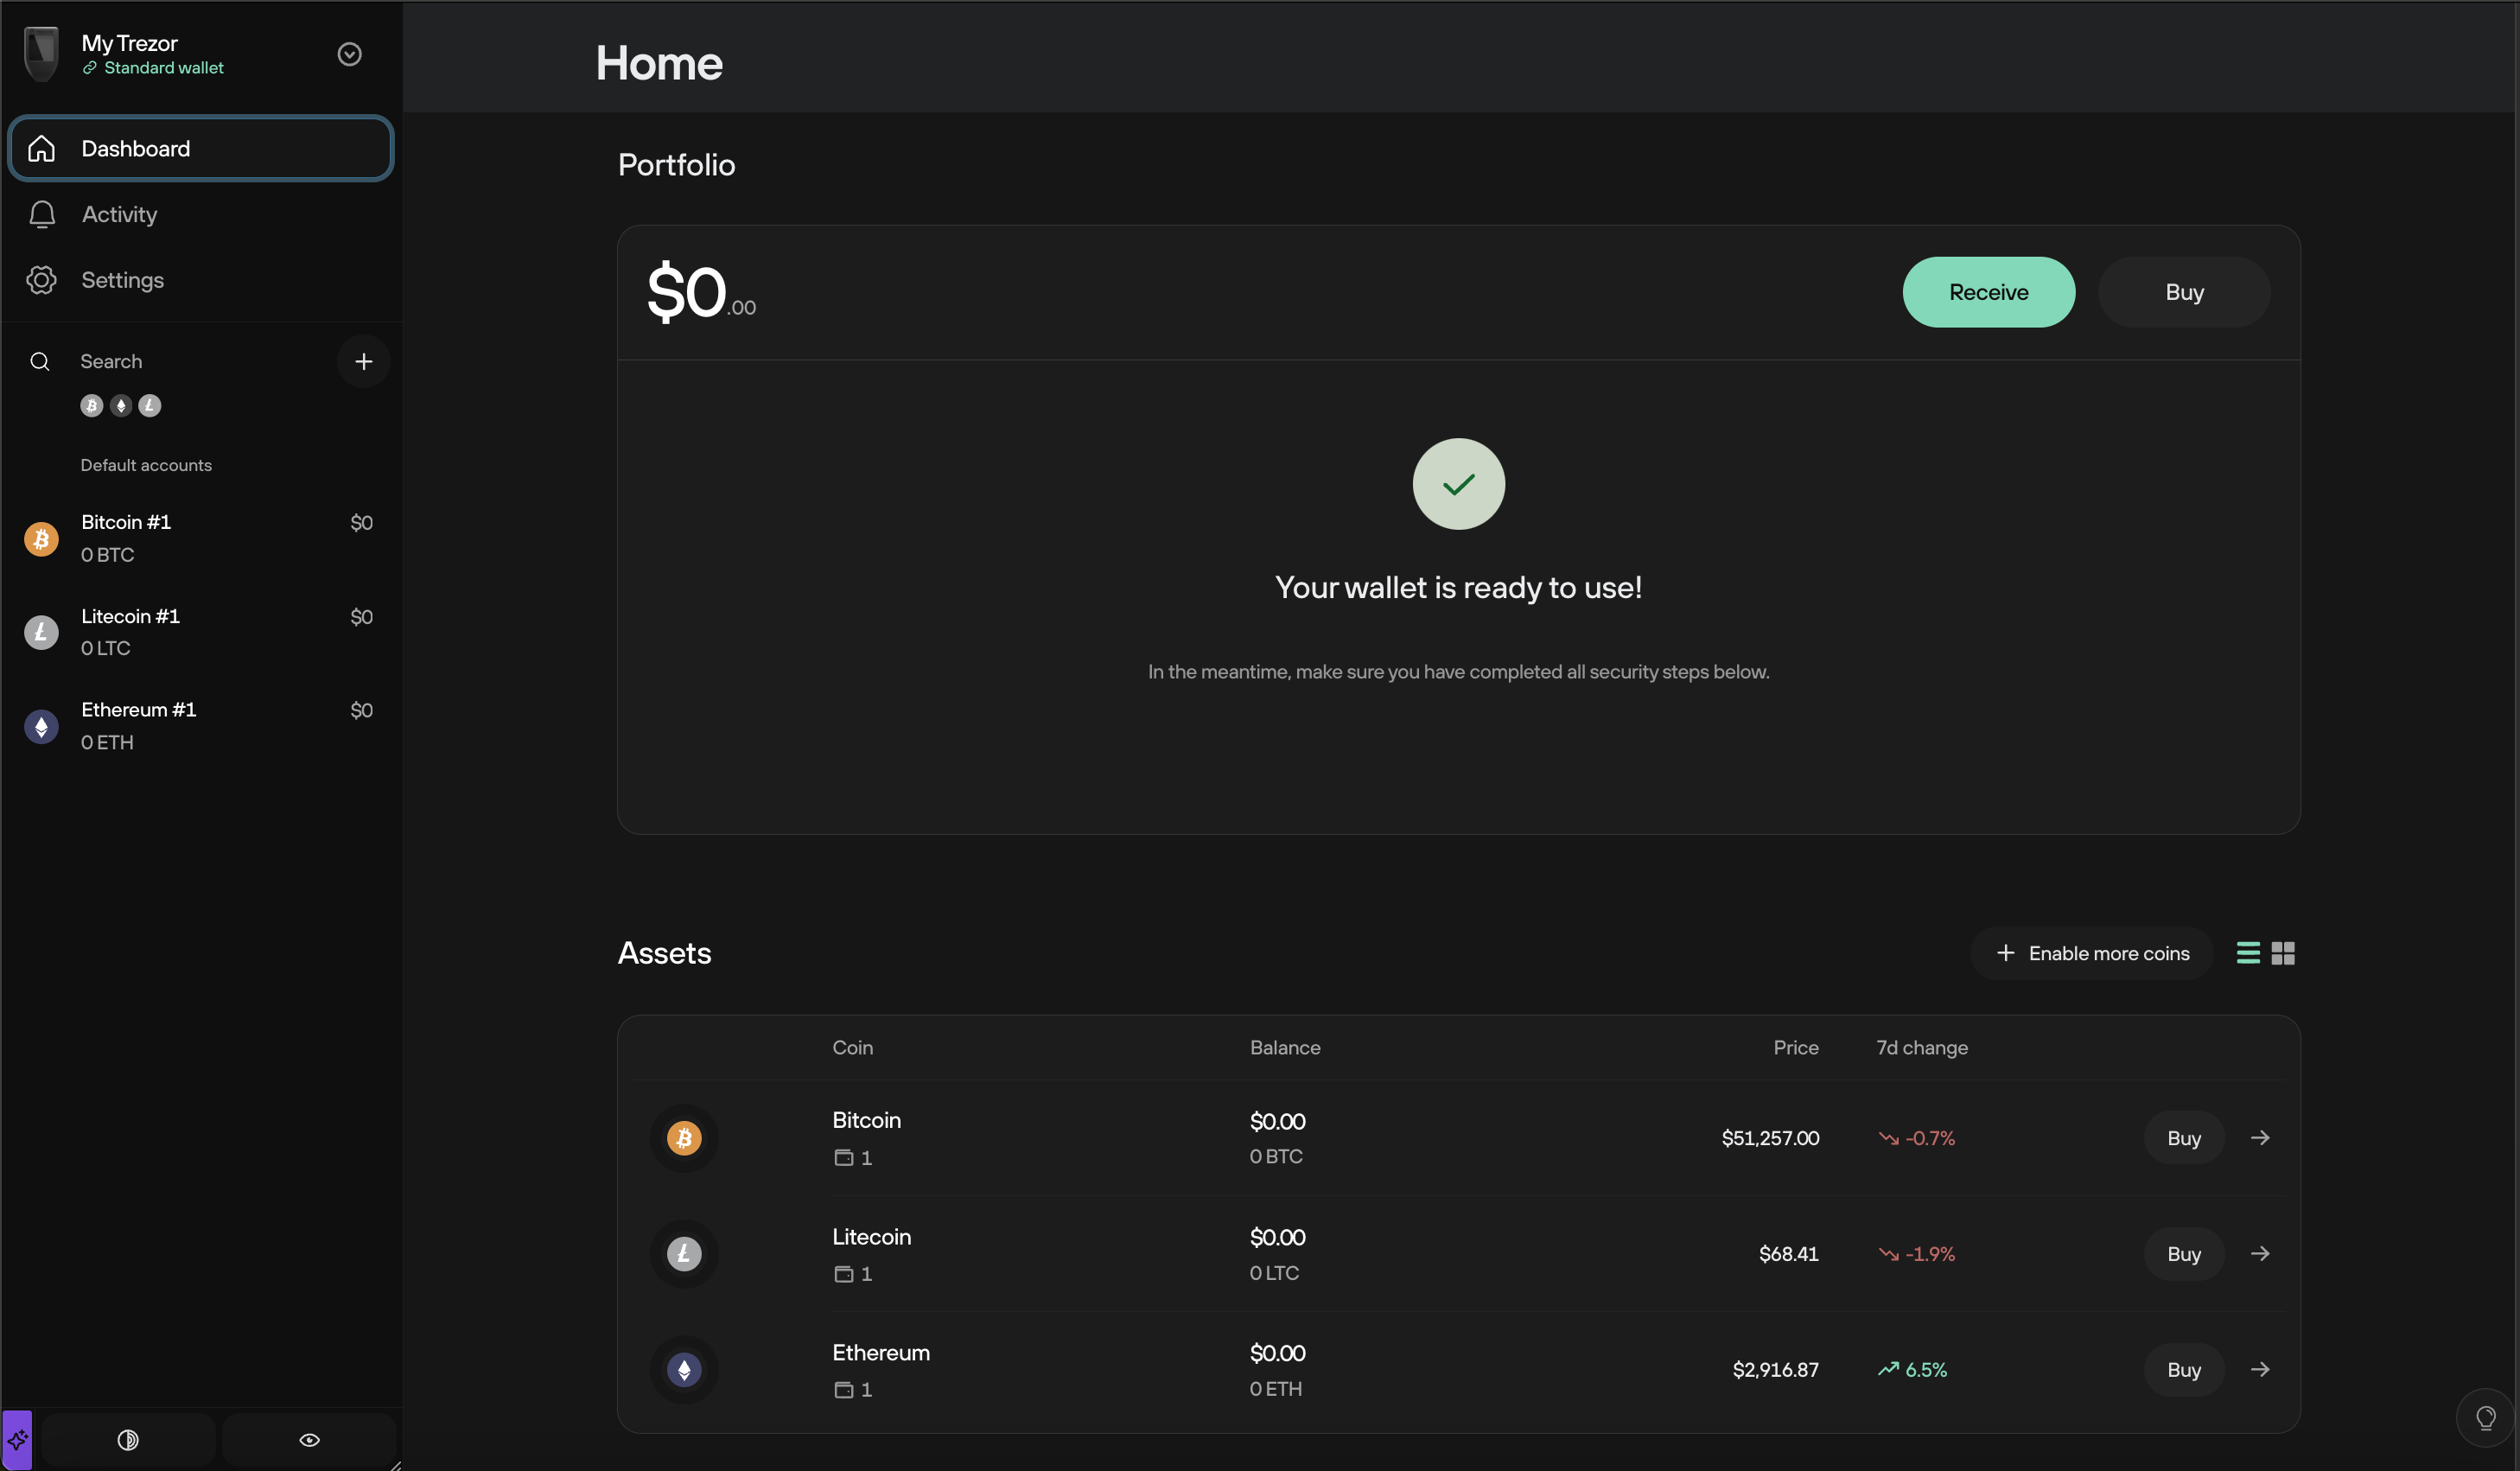 My Trezor
Standard wallet
Dashboard
Activity
Settings
Search
Default accounts
Bitcoin #1 $0
0 BTC
Litecoin #1 $0
0 LTC
Ethereum #1 $0
0 ETH
Home
Portfolio
$0.00
Receive
Buy
Your wallet is ready to use!
In the meantime, make sure you have completed all security steps below.
Assets
Enable more coins
Coin Balance Price 7d change
Bitcoin $0.00 $51,257.00 -0.7% Buy
1 0 BTC
Litecoin $0.00 $68.41 -1.9% Buy
1 0 LTC
Ethereum $0.00 $2,916.87 6.5% Buy
1 0 ETH